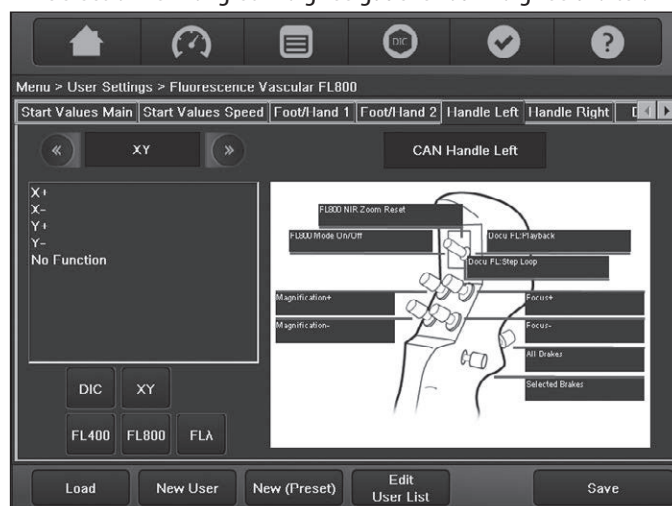 DIC
?
Menu > User Settings > Fluorescence Vascular FL800
Start Values Main
Start Values Speed
Foot/Hand 1
Foot/Hand 2
Handle Left
Handle Right
XY
CAN Handle Left
X+
X-
Y+
Y-
No Function
FL800 NIR Zoom Reset
FL800 Mode On/Off
Docu FL:Playback
Docu FL:Step Loop
Magnification+
Focus+
Magnification-
Focus-
All Brakes
Selected Brakes
DIC
XY
FL400
FL800
FLλ
Load
New User
New (Preset)
Edit
User List
Save